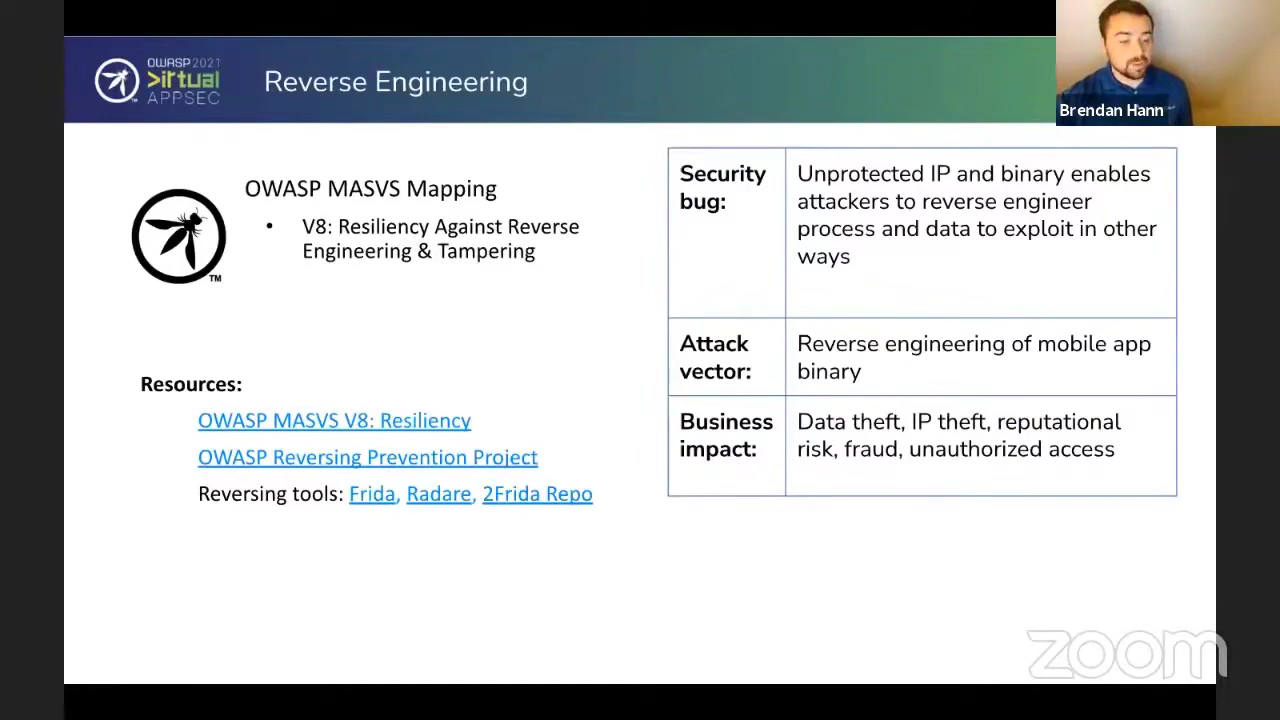 OWASP 2021
Virtual
APPSEC
Reverse Engineering
Brendan Hann
OWASP MASVS Mapping
• V8: Resiliency Against Reverse
Engineering & Tampering
TM
Resources:
OWASP MASVS V8: Resiliency
OWASP Reversing Prevention Project
Reversing tools: Frida, Radare, 2Frida Repo
Security
bug:
Unprotected IP and binary enables
attackers to reverse engineer
process and data to exploit in other
ways
Attack
vector:
Reverse engineering of mobile app
binary
Business
impact:
Data theft, IP theft, reputational
risk, fraud, unauthorized access
zoom